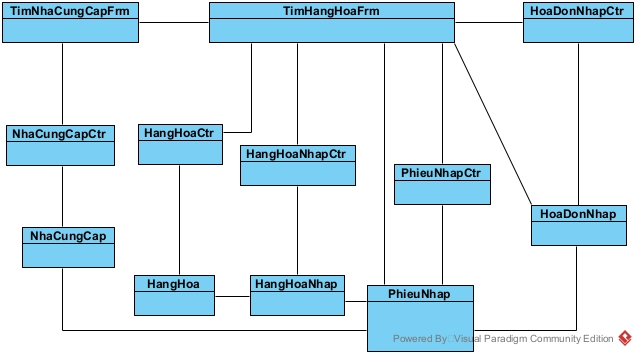 TimNhaCungCapFrm
TimHangHoaFrm
HoaDonNhapCtr
NhaCungCapCtr
HangHoaCtr
HangHoaNhapCtr
PhieuNhapCtr
HoaDonNhap
NhaCungCap
HangHoa
HangHoaNhap
PhieuNhap
Powered By Visual Paradigm Community Edition